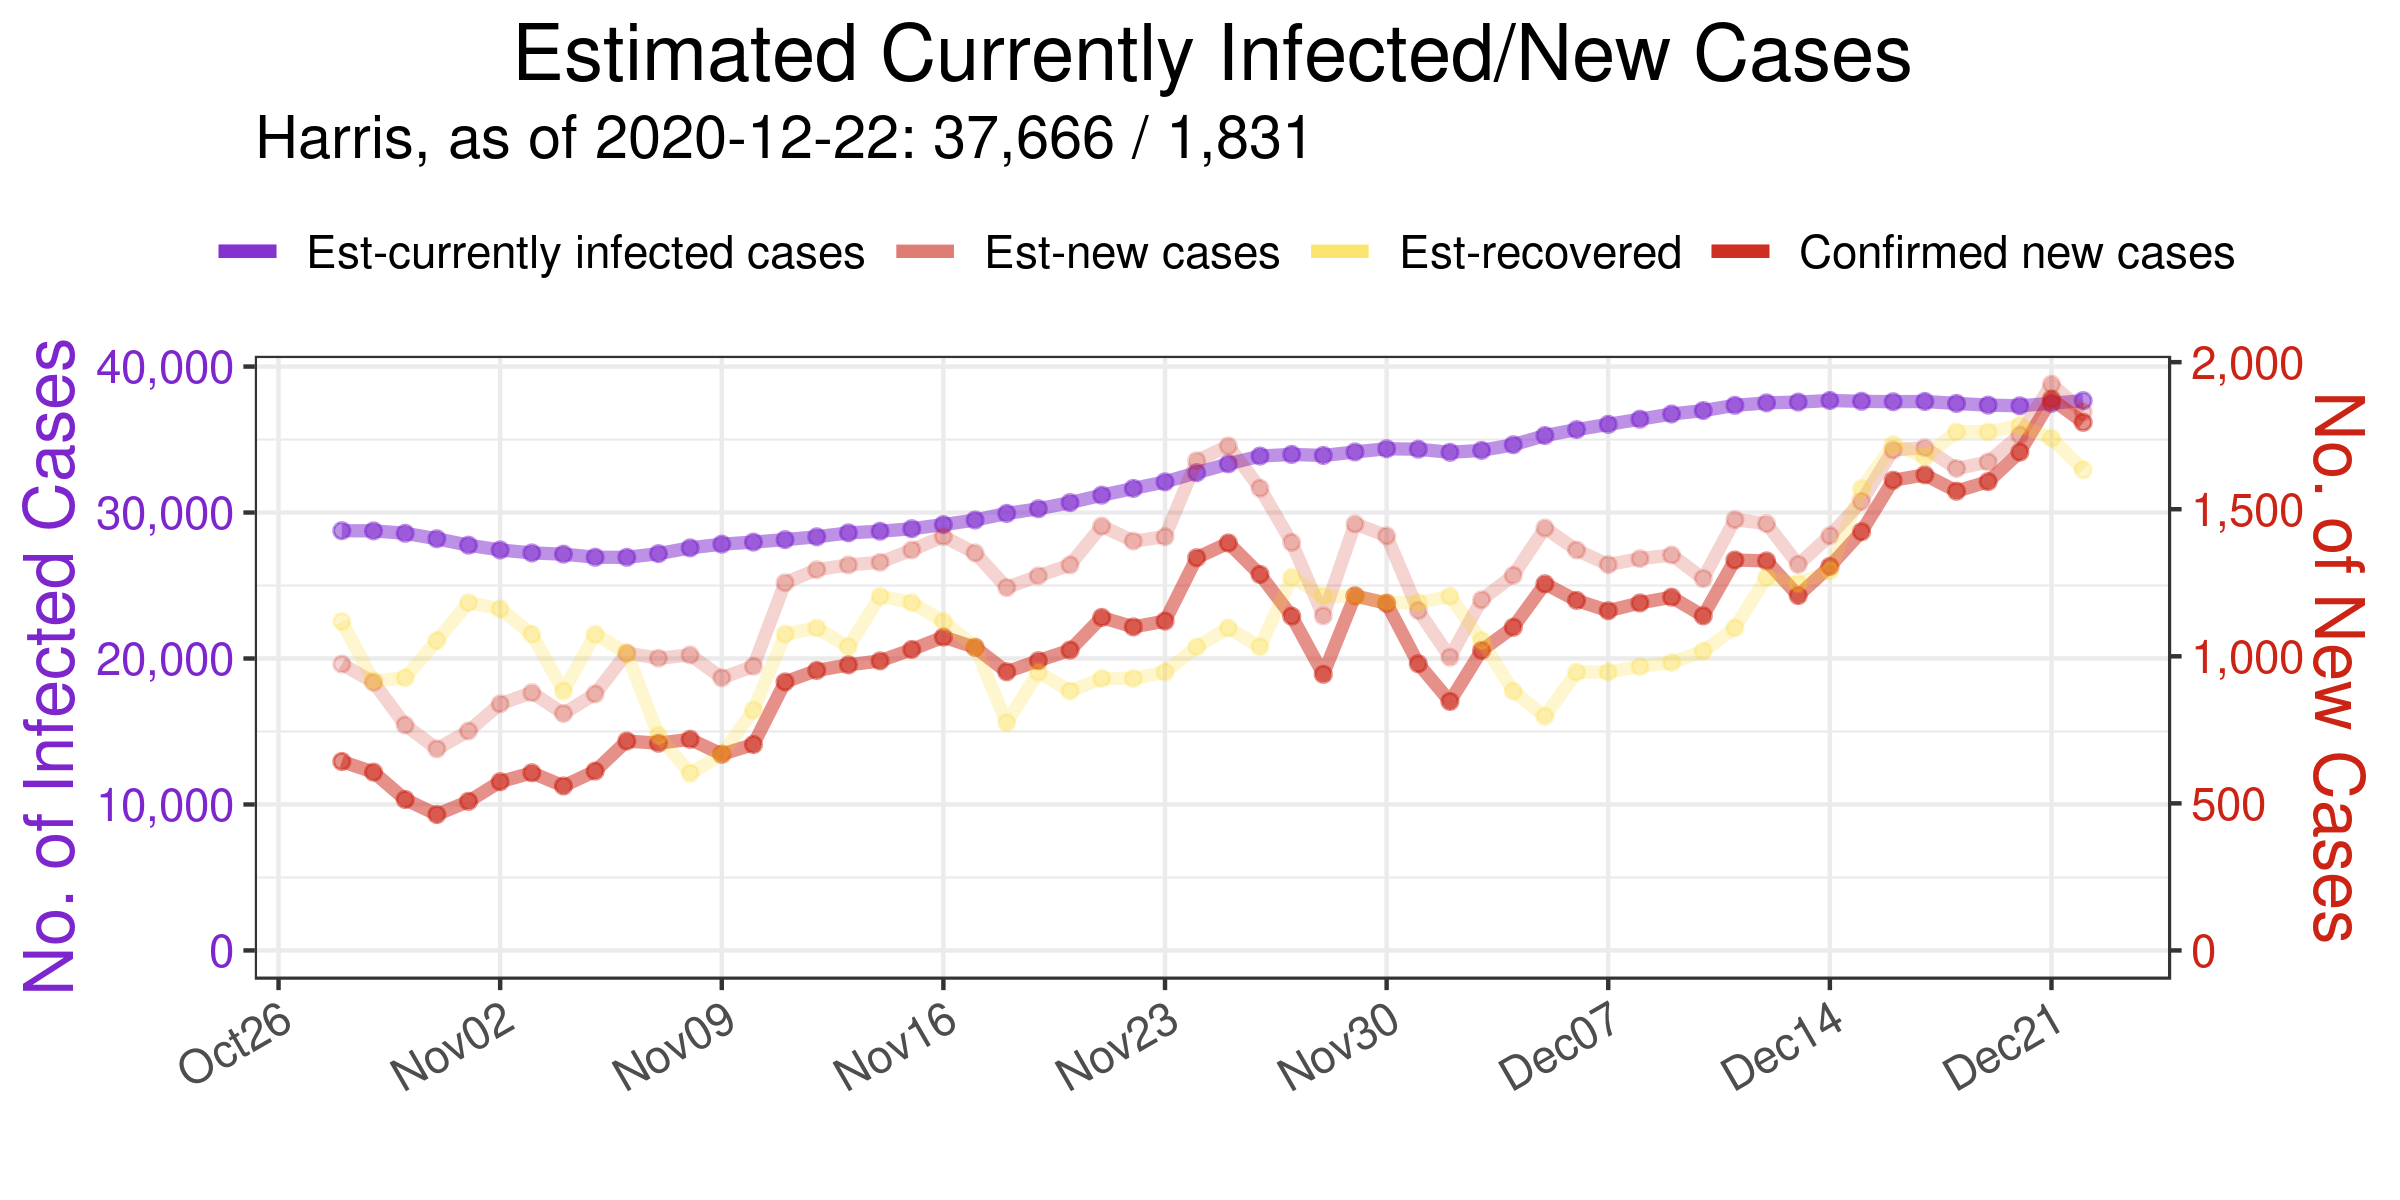 Estimated Currently Infected/New Cases
Harris, as of 2020-12-22: 37,666 / 1,831
Est-currently infected cases
Est-new cases
Est-recovered
Confirmed new cases
No. of Infected Cases
40,000
30,000
20,000
10,000
0
2,000
1,500
1,000
500
0
No. of New Cases
Oct26
Nov02
Nov09
Nov16
Nov23
Nov30
Dec07
Dec14
Dec21